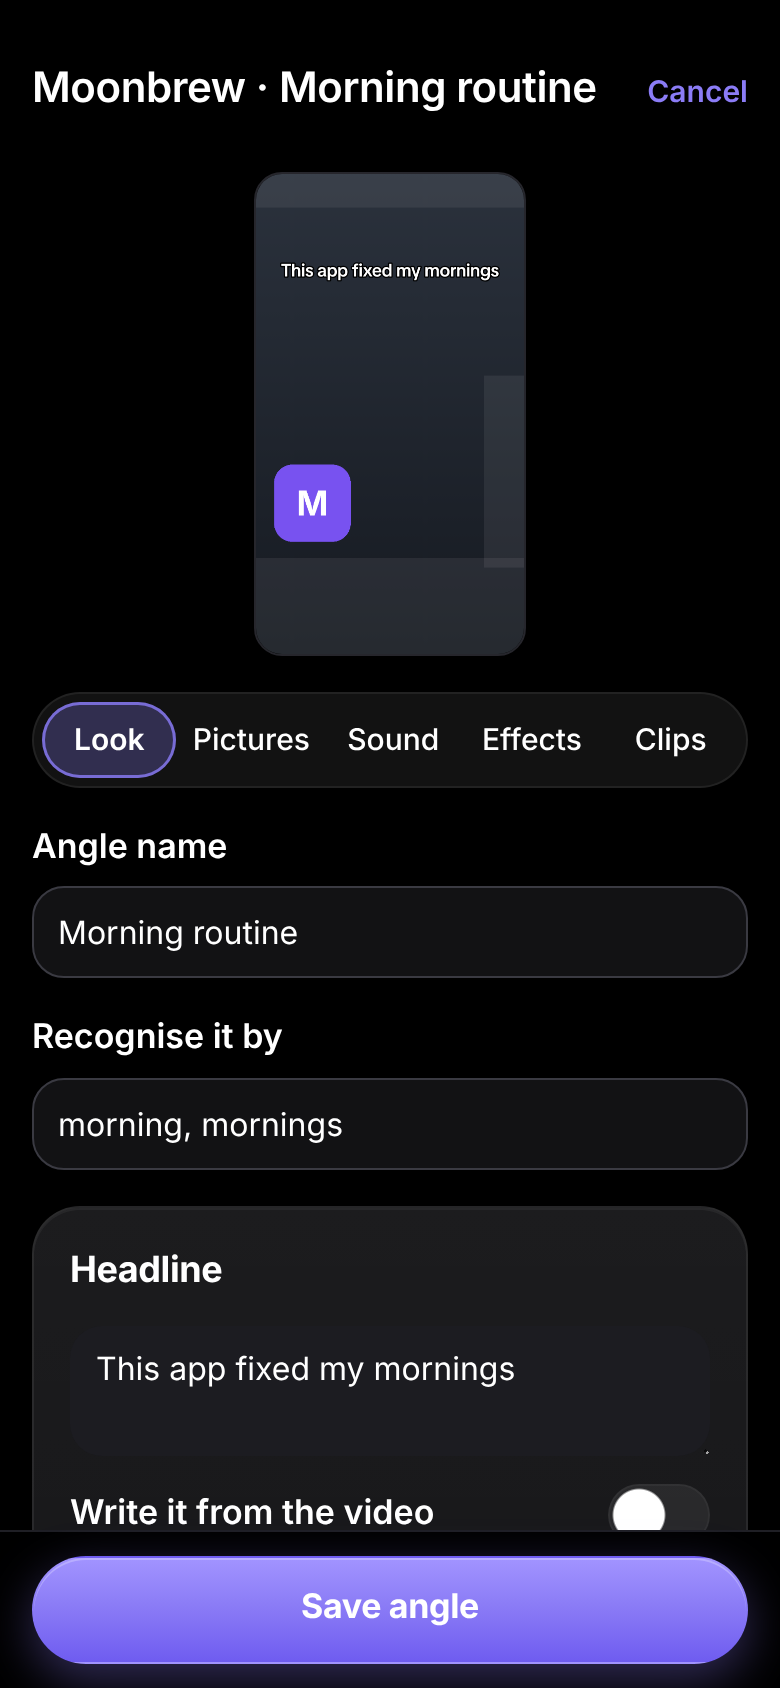 Moonbrew · Morning routine
Cancel
This app fixed my mornings
M
Look
Pictures
Sound
Effects
Clips
Angle name
Morning routine
Recognise it by
morning, mornings
Headline
This app fixed my mornings
Write it from the video
Save angle